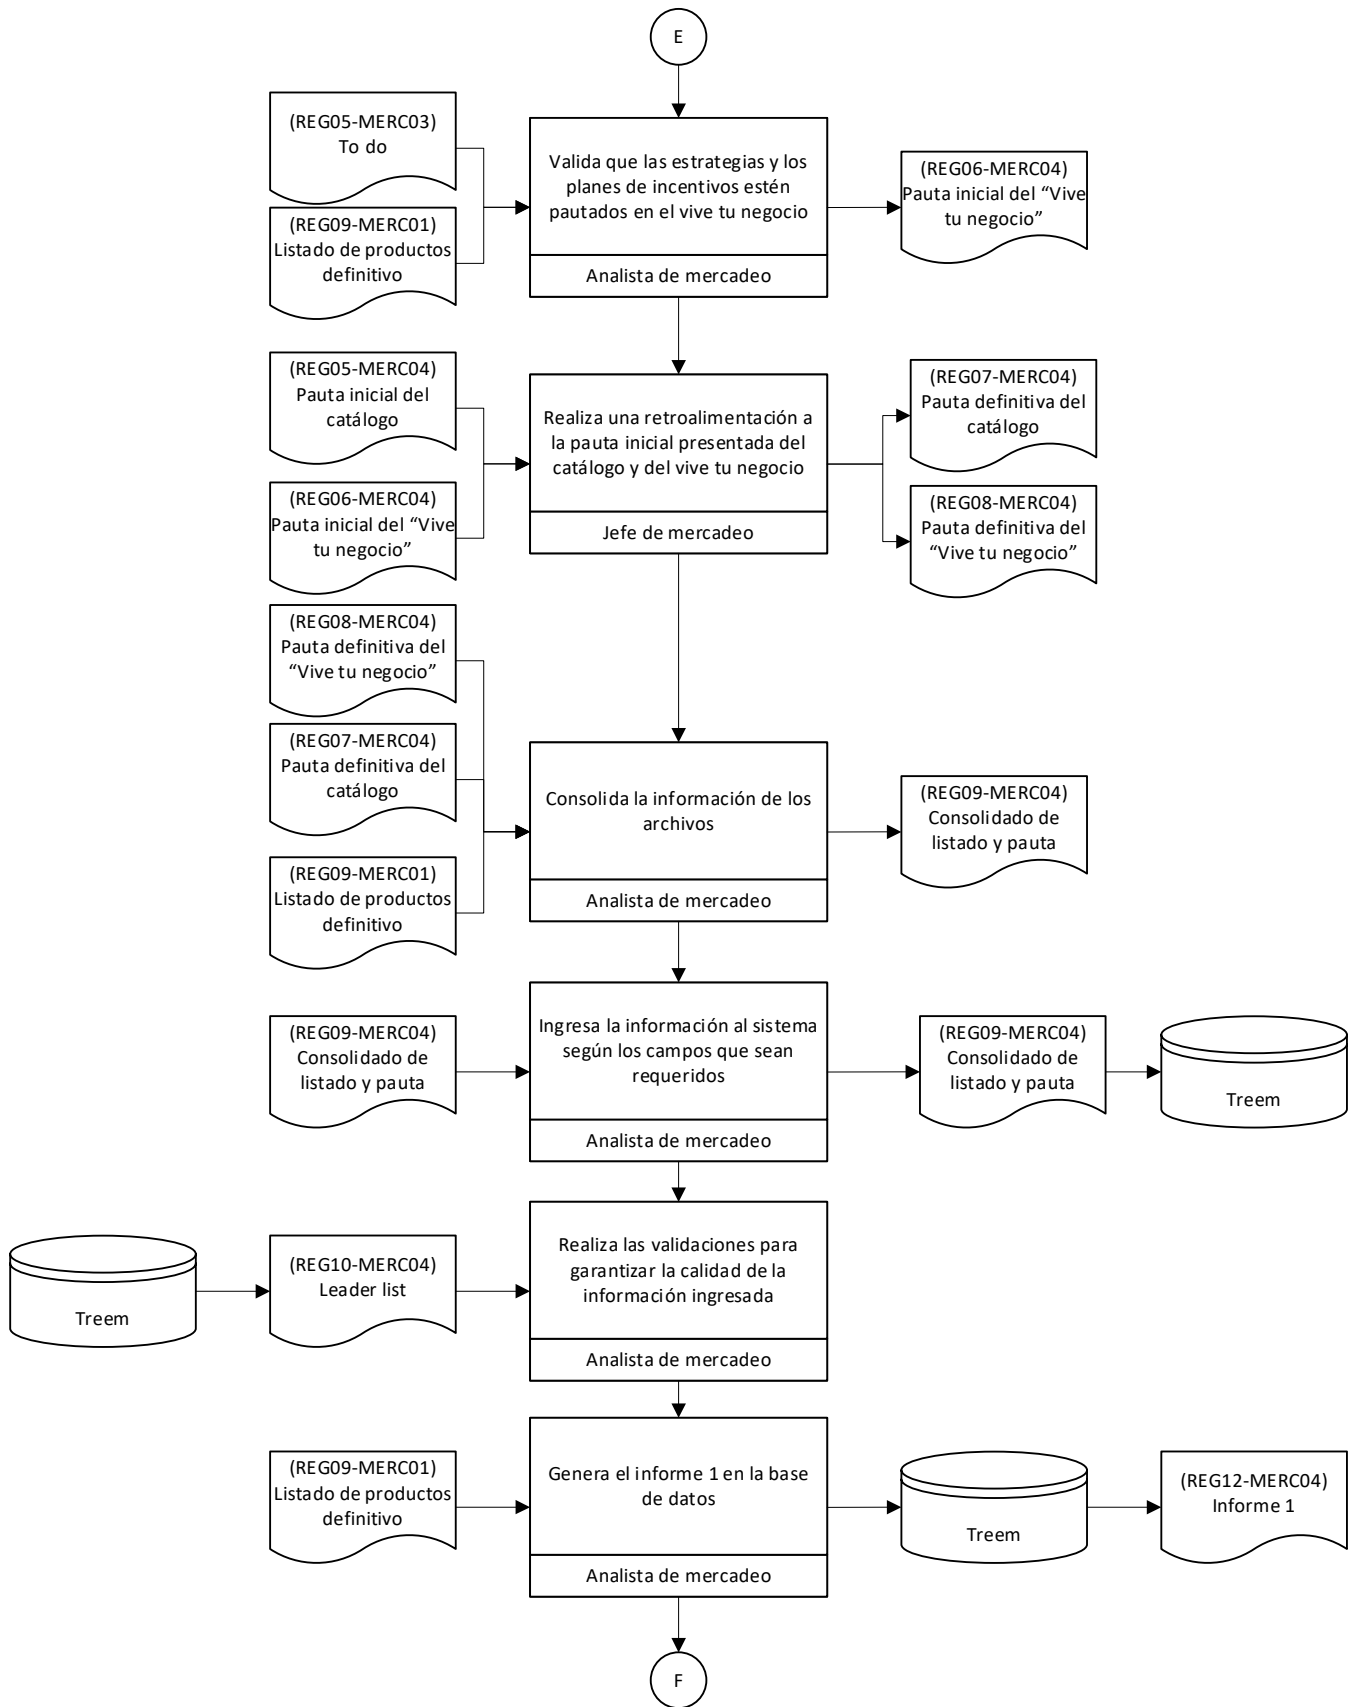 E
(REG05-MERC03)
To do
(REG09-MERC01)
Listado de productos
definitivo
Valida que las estrategias y los
planes de incentivos estén
pautados en el vive tu negocio
Analista de mercadeo
(REG06-MERC04)
Pauta inicial del “Vive
tu negocio”
(REG05-MERC04)
Pauta inicial del
catálogo
(REG06-MERC04)
Pauta inicial del “Vive
tu negocio”
Realiza una retroalimentación a
la pauta inicial presentada del
catálogo y del vive tu negocio
Jefe de mercadeo
(REG07-MERC04)
Pauta definitiva del
catálogo
(REG08-MERC04)
Pauta definitiva del
“Vive tu negocio”
(REG08-MERC04)
Pauta definitiva del
“Vive tu negocio”
(REG07-MERC04)
Pauta definitiva del
catálogo
(REG09-MERC01)
Listado de productos
definitivo
Consolida la información de los
archivos
Analista de mercadeo
(REG09-MERC04)
Consolidado de
listado y pauta
(REG09-MERC04)
Consolidado de
listado y pauta
Ingresa la información al sistema
según los campos que sean
requeridos
Analista de mercadeo
(REG09-MERC04)
Consolidado de
listado y pauta
Treem
Treem
(REG10-MERC04)
Leader list
Realiza las validaciones para
garantizar la calidad de la
información ingresada
Analista de mercadeo
(REG09-MERC01)
Listado de productos
definitivo
Genera el informe 1 en la base
de datos
Analista de mercadeo
Treem
(REG12-MERC04)
Informe 1
F